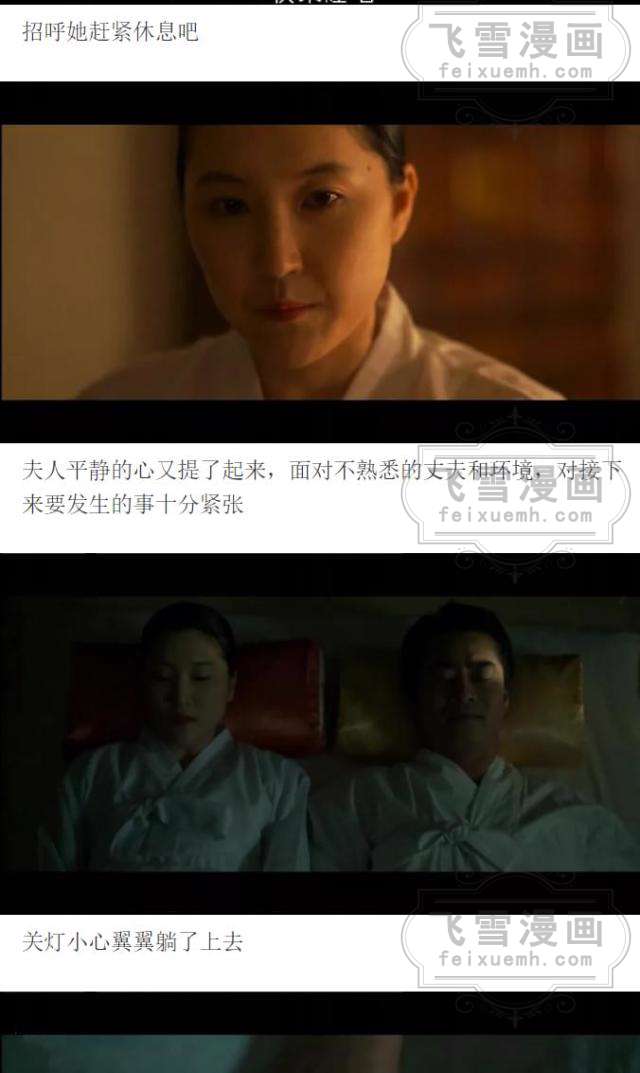 招呼她赶紧休息吧
飞雪漫画
feixuemh.com
夫人平静的心又提了起来，面对不熟悉的丈夫和环境，对接下
来要发生的事十分紧张
飞雪漫画
feixuemh.com
关灯小心翼翼躺了上去
飞雪漫画
feixuemh.com